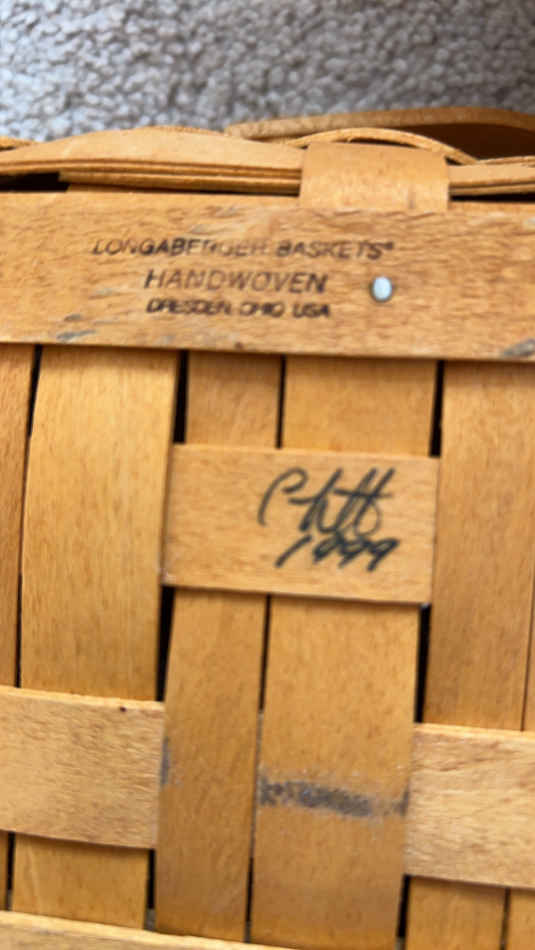 LONGABERGER BASKETS®
HANDWOVEN
DRESDEN, OHIO USA
1999